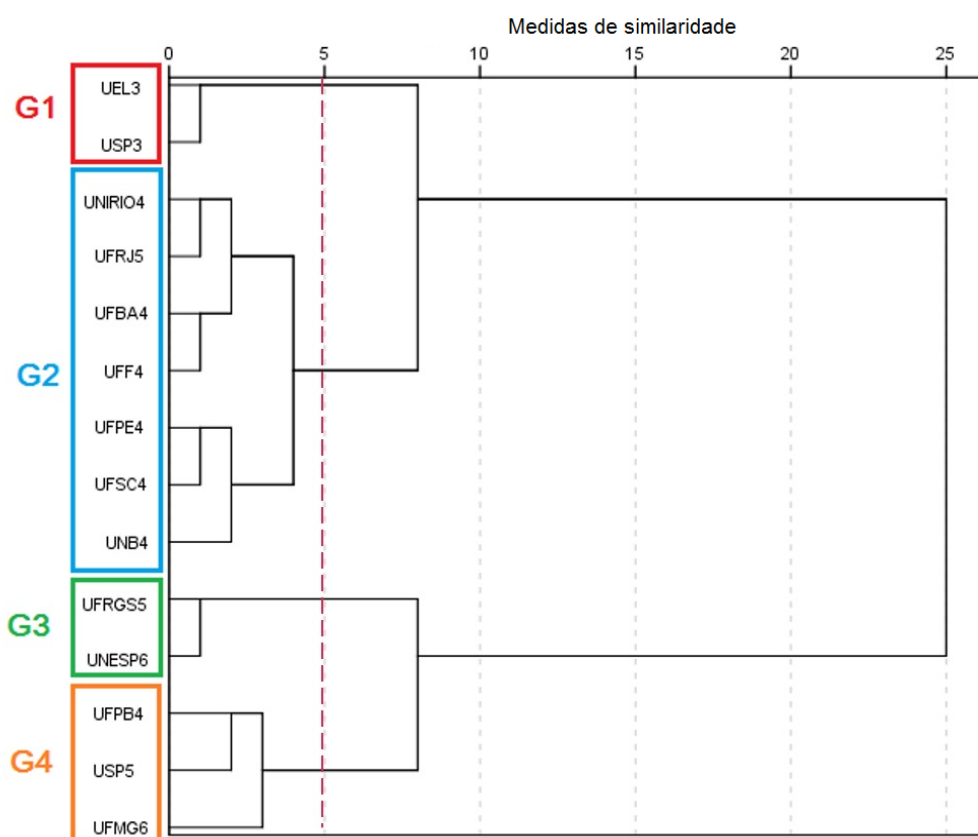 Medidas de similaridade
0 5 10 15 20 25
G1
UEL3
USP3
G2
UNIRIO4
UFRJ5
UFBA4
UFF4
UFPE4
UFSC4
UNB4
G3
UFRGS5
UNESP6
G4
UFPB4
USP5
UFMG6